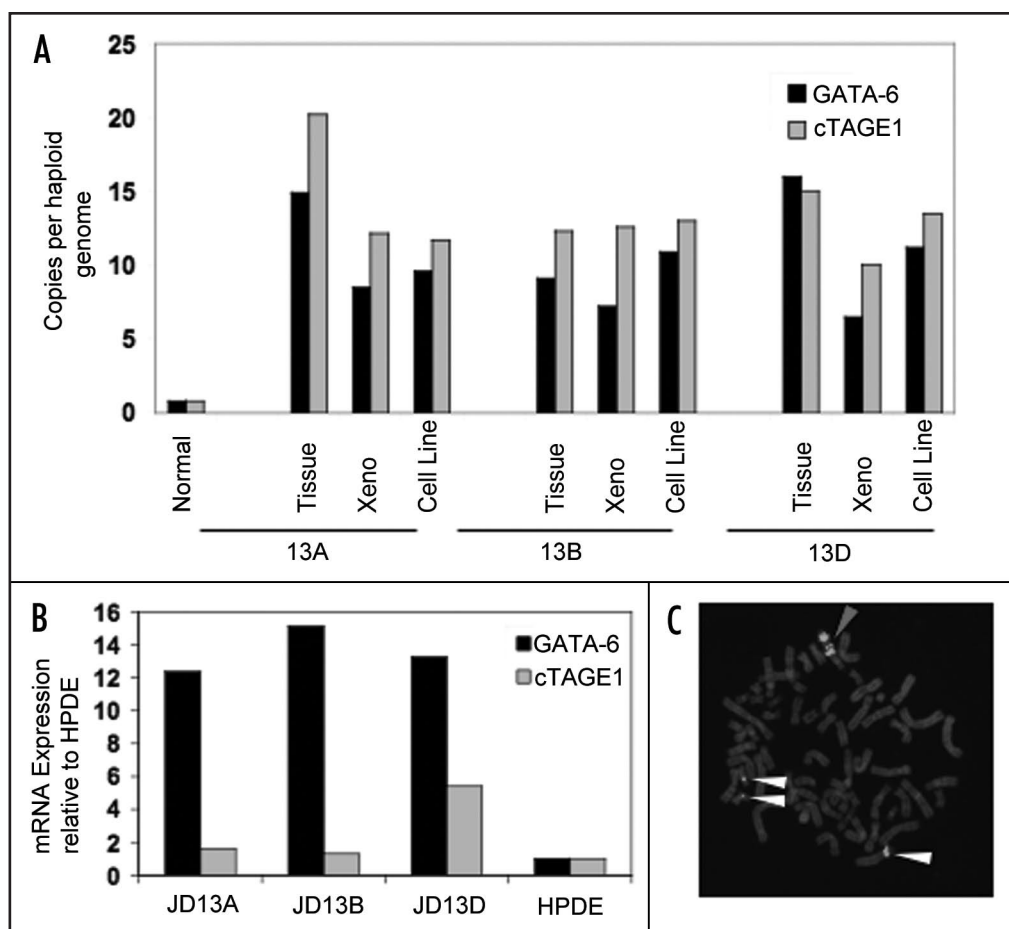 A
25
20
15
10
5
0
Copies per haploid
genome
GATA-6
cTAGE1
Normal
Tissue
Xeno
Cell Line
Tissue
Xeno
Cell Line
Tissue
Xeno
Cell Line
13A
13B
13D
B
16
14
12
10
8
6
4
2
0
mRNA Expression
relative to HPDE
GATA-6
cTAGE1
JD13A
JD13B
JD13D
HPDE
C